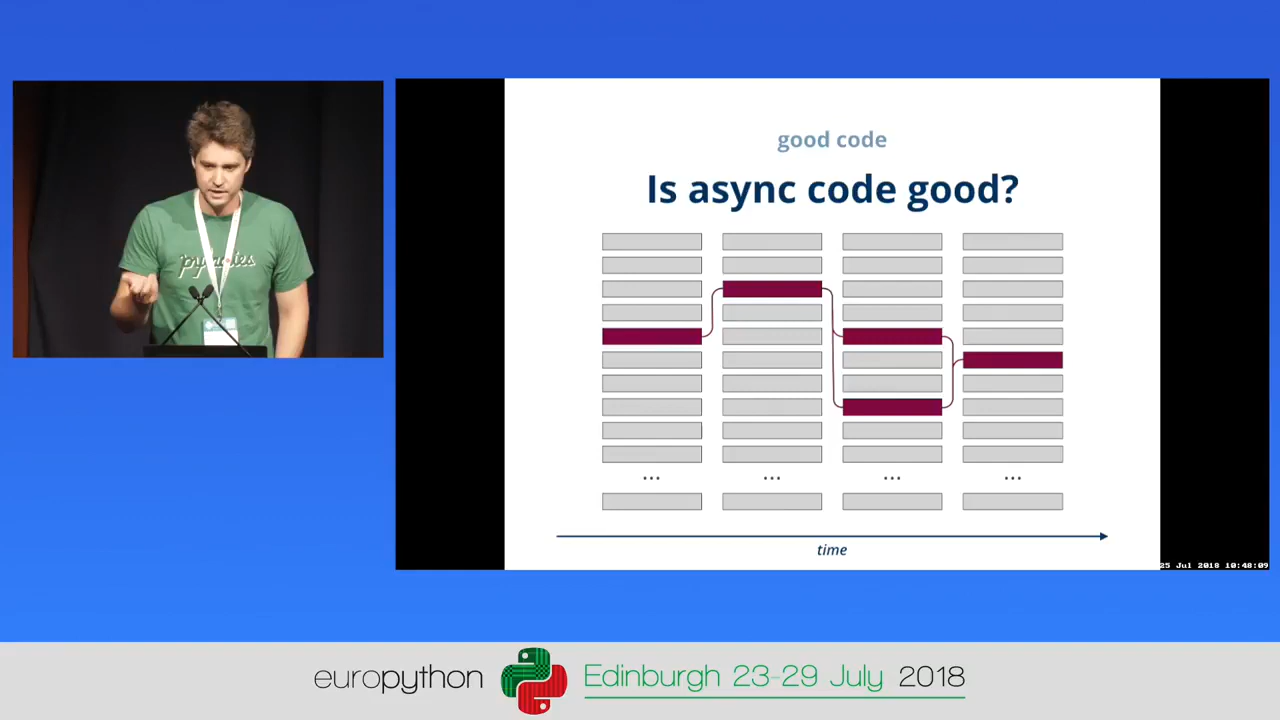 pyladies
good code
Is async code good?
... ... ... ...
time
25 Jul 2018 10:48:09
europython
Edinburgh 23-29 July 2018